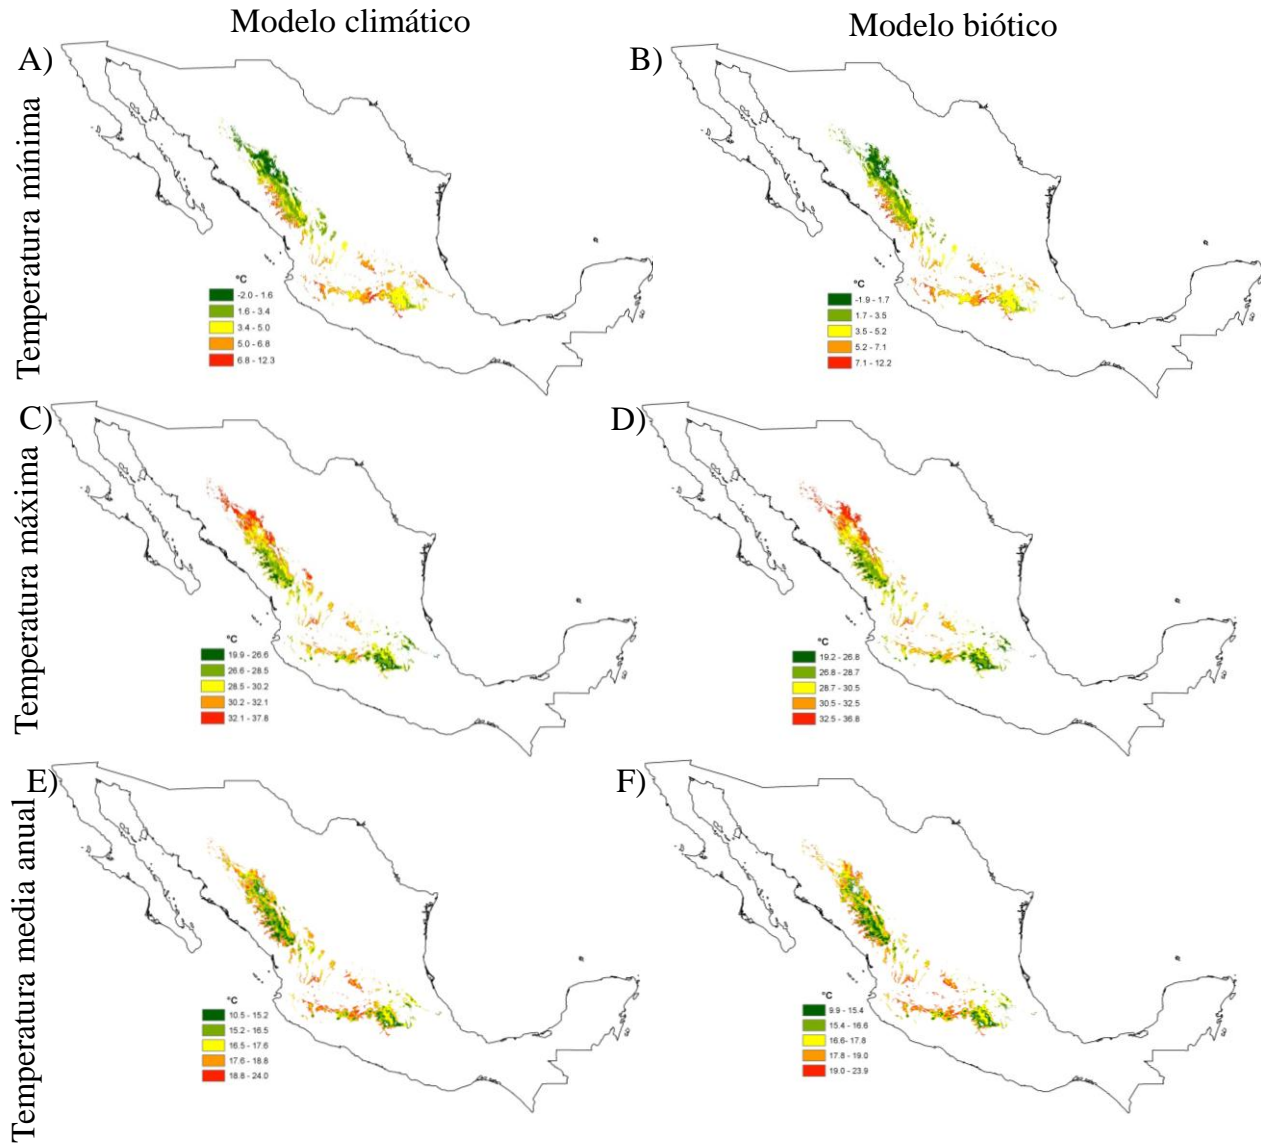 Modelo climático
Modelo biótico
A)
B)
Temperatura mínima
°C
-2.0 - 1.6
1.6 - 3.4
3.4 - 5.0
5.0 - 6.8
6.8 - 12.3
°C
-1.9 - 1.7
1.7 - 3.5
3.5 - 5.2
5.2 - 7.1
7.1 - 12.2
C)
D)
Temperatura máxima
°C
19.9 - 26.6
26.6 - 28.5
28.5 - 30.2
30.2 - 32.1
32.1 - 37.8
°C
19.2 - 26.8
26.8 - 28.7
28.7 - 30.5
30.5 - 32.5
32.5 - 36.8
E)
F)
Temperatura media anual
°C
10.5 - 15.2
15.2 - 16.5
16.5 - 17.6
17.6 - 18.8
18.8 - 24.0
°C
9.9 - 15.4
15.4 - 16.6
16.6- 17.8
17.8 - 19.0
19.0 - 23.9